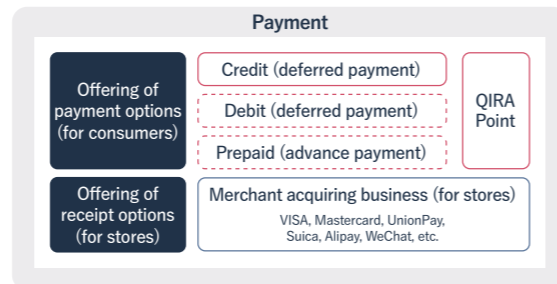 Payment
Offering of
payment options
(for consumers)
Credit (deferred payment)
Debit (deferred payment)
Prepaid (advance payment)
QIRA
Point
Offering of
receipt options
(for stores)
Merchant acquiring business (for stores)
VISA, Mastercard, UnionPay,
Suica, Alipay, WeChat, etc.